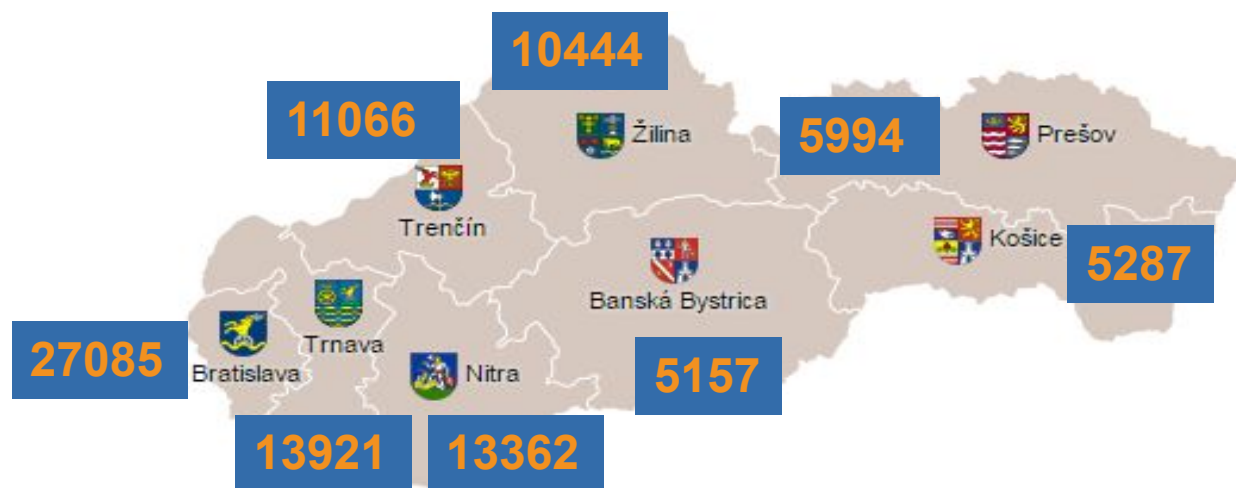 10444
11066
5994
Žilina
Prešov
Trenčín
Košice
5287
Banská Bystrica
27085
Bratislava
Trnava
Nitra
5157
13921
13362